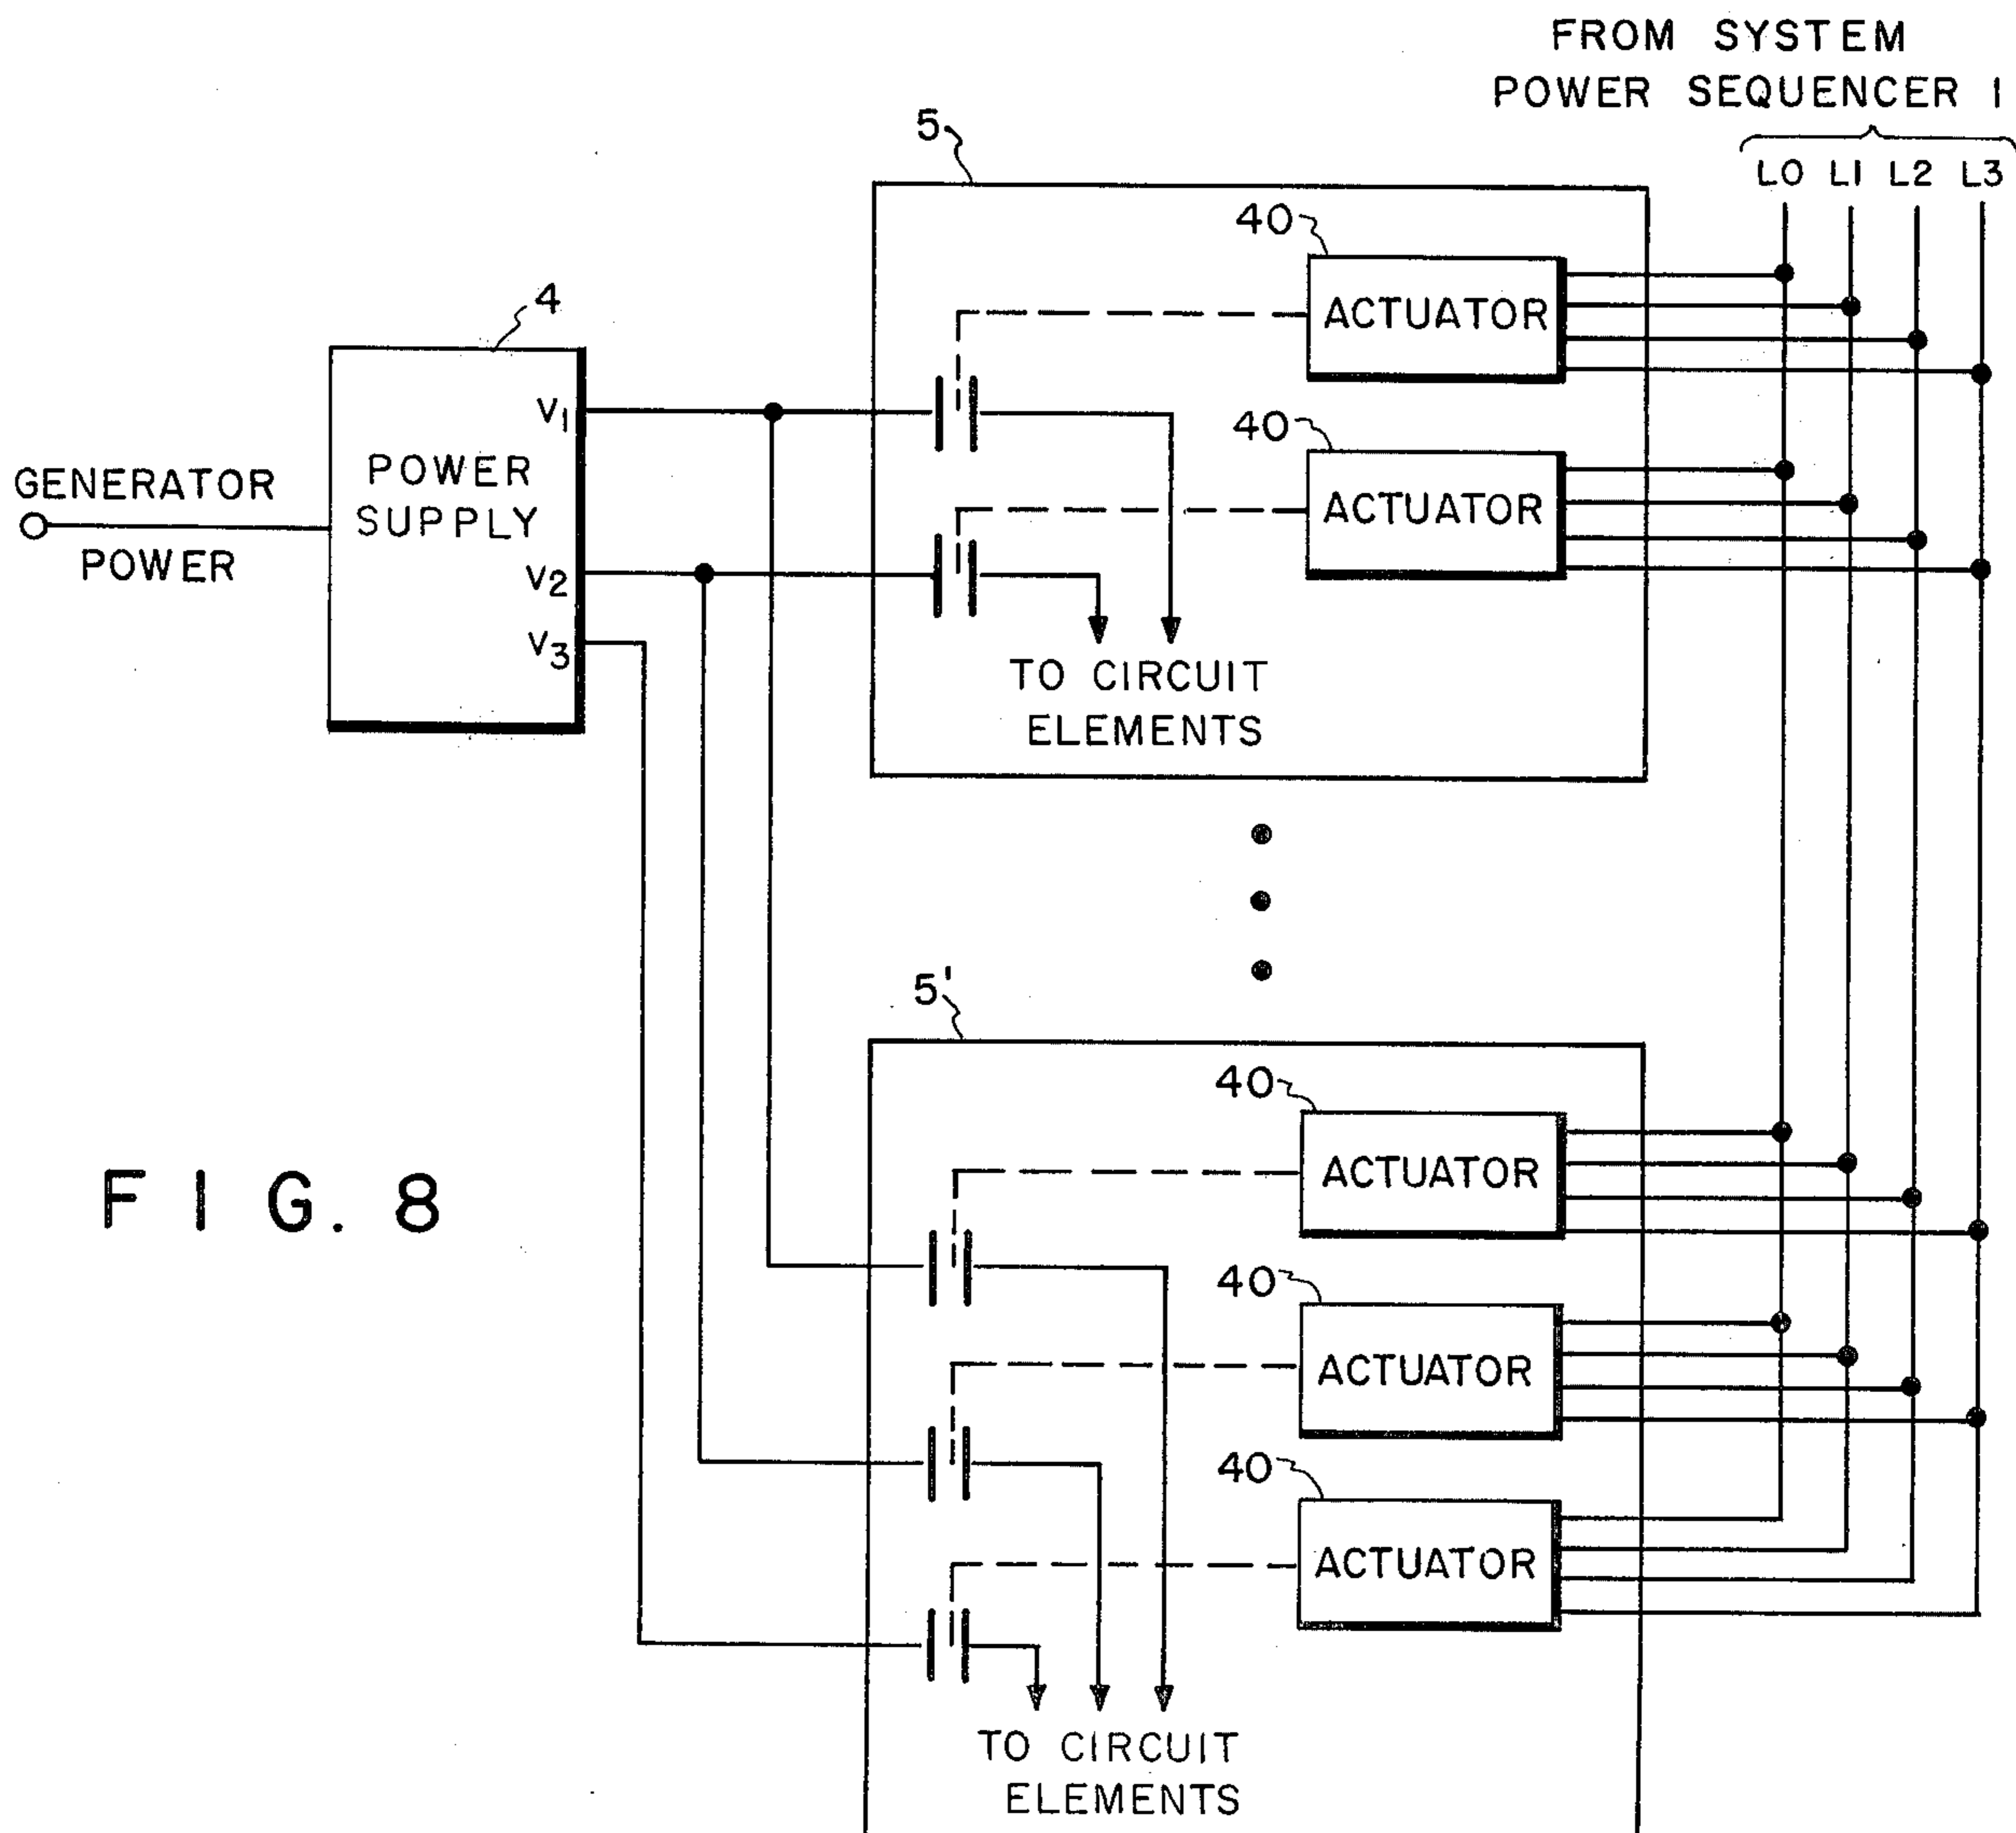 FROM SYSTEM
POWER SEQUENCER 1
L0 L1 L2 L3
5
40
ACTUATOR
40
ACTUATOR
4
V1
POWER
SUPPLY
V2
V3
GENERATOR
POWER
TO CIRCUIT
ELEMENTS
5'
40
ACTUATOR
40
ACTUATOR
40
ACTUATOR
TO CIRCUIT
ELEMENTS
FIG. 8